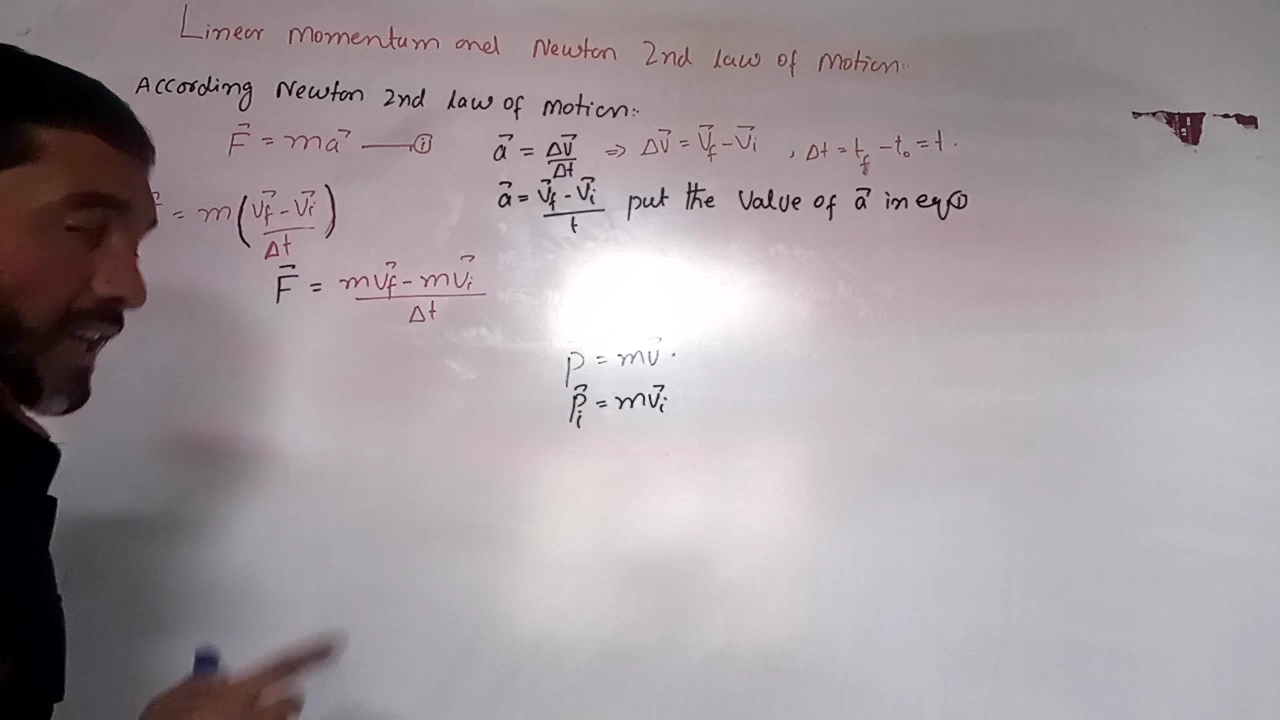 Linear momentum and Newton 2nd law of motion:.
According Newton 2nd law of motion:.
F⃗ = ma⃗ —— ① a⃗ = Δv⃗/Δt ⇒ Δv⃗ = v⃗f - v⃗i , Δt = tf - t₀ = t.
= m(v⃗f - v⃗i / Δt) a⃗ = v⃗f - v⃗i / t put the value of a⃗ in eq①
F⃗ = mv⃗f - mv⃗i / Δt
p = mv⃗.
p⃗i = mv⃗i